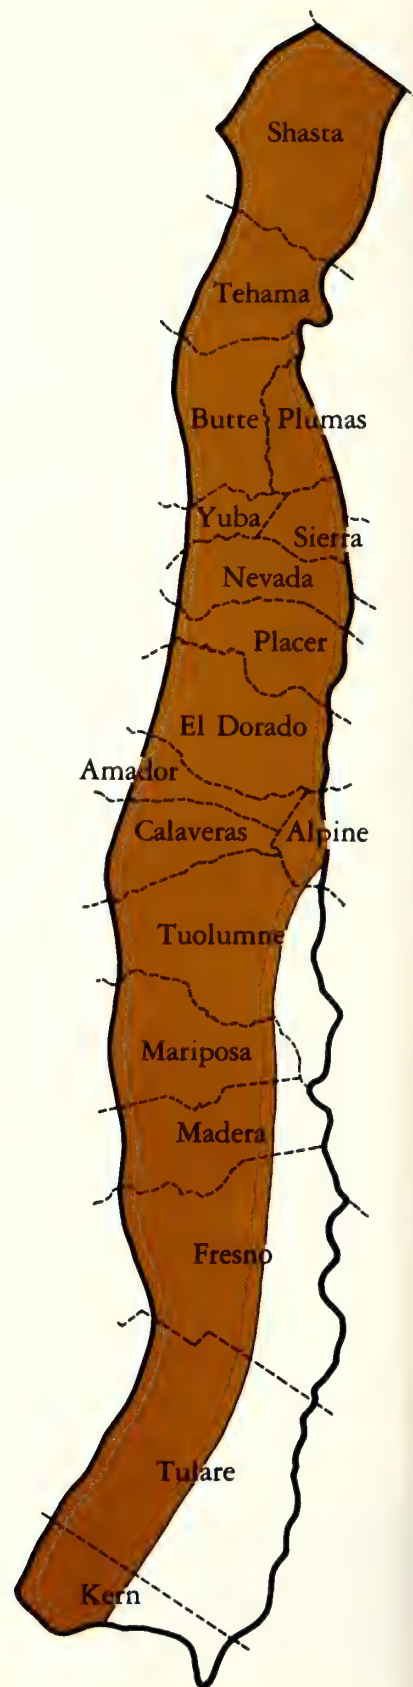 Shasta
Tehama
Butte
Plumas
Yuba
Sierra
Nevada
Placer
El Dorado
Amador
Calaveras
Alpine
Tuolumne
Mariposa
Madera
Fresno
Tulare
Kern